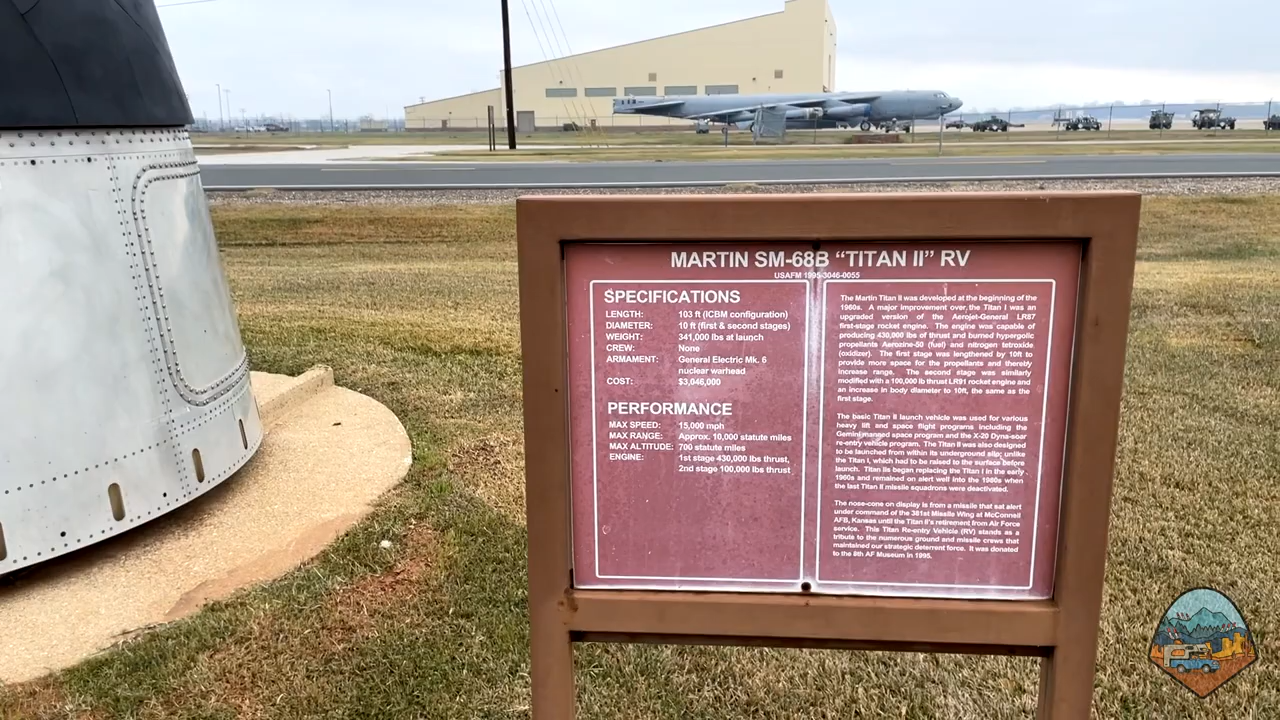 MARTIN SM-68B “TITAN II” RV
USAFM 1995-3046-0055
SPECIFICATIONS
LENGTH: 103 ft (ICBM configuration)
DIAMETER: 10 ft (first & second stages)
WEIGHT: 341,000 lbs at launch
CREW: None
ARMAMENT: General Electric Mk. 6
nuclear warhead
COST: $3,046,000
PERFORMANCE
MAX SPEED: 15,000 mph
MAX RANGE: Approx. 10,000 statute miles
MAX ALTITUDE: 700 statute miles
ENGINE: 1st stage 430,000 lbs thrust,
2nd stage 100,000 lbs thrust
The Martin Titan II was developed at the beginning of the
1960s. A major improvement over the Titan I was an
upgraded version of the Aerojet-General LR87
first-stage rocket engine. The engine was capable of
producing 430,000 lbs of thrust and burned hypergolic
propellants Aerozine-50 (fuel) and nitrogen tetroxide
(oxidizer). The first stage was lengthened by 10ft to
provide more space for the propellants and thereby
increase range. The second stage was similarly
modified with a 100,000 lb thrust LR91 rocket engine and
an increase in body diameter to 10ft, the same as the
first stage.
The basic Titan II launch vehicle was used for various
heavy lift and space flight programs including the
Gemini manned space program and the X-20 Dyna-soar
re-entry vehicle program. The Titan II was also designed
to be launched from within its underground silo; unlike
the Titan I, which had to be raised to the surface before
launch. Titan IIs began replacing the Titan I in the early
1960s and remained on alert well into the 1980s when
the last Titan II missile squadrons were deactivated.
The nose-cone on display is from a missile that sat alert
under command of the 381st Missile Wing at McConnell
AFB, Kansas until the Titan II's retirement from Air Force
service. This Titan Re-entry Vehicle (RV) stands as a
tribute to the numerous ground and missile crews that
maintained our strategic deterrent force. It was donated
to the 8th AF Museum in 1995.